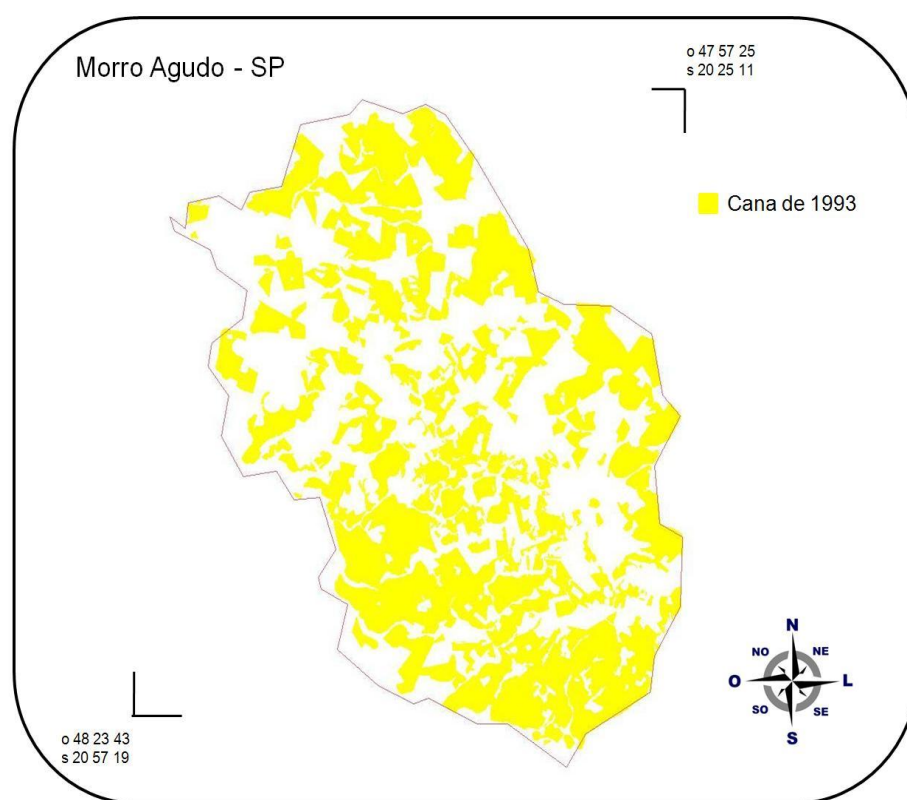 Morro Agudo - SP
o 47 57 25
s 20 25 11
Cana de 1993
N
NO
NE
O
L
SO
SE
S
o 48 23 43
s 20 57 19